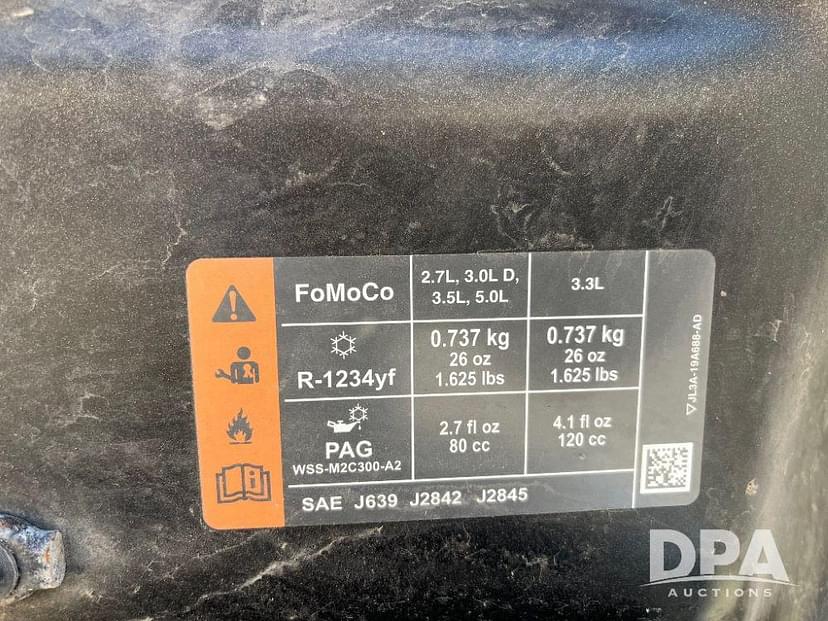 FoMoCo
2.7L, 3.0L D,
3.5L, 5.0L
3.3L
R-1234yf
0.737 kg
26 oz
1.625 lbs
0.737 kg
26 oz
1.625 lbs
PAG
WSS-M2C300-A2
2.7 fl oz
80 cc
4.1 fl oz
120 cc
SAE J639 J2842 J2845
JL3A-19A688-AD
DPA
AUCTIONS